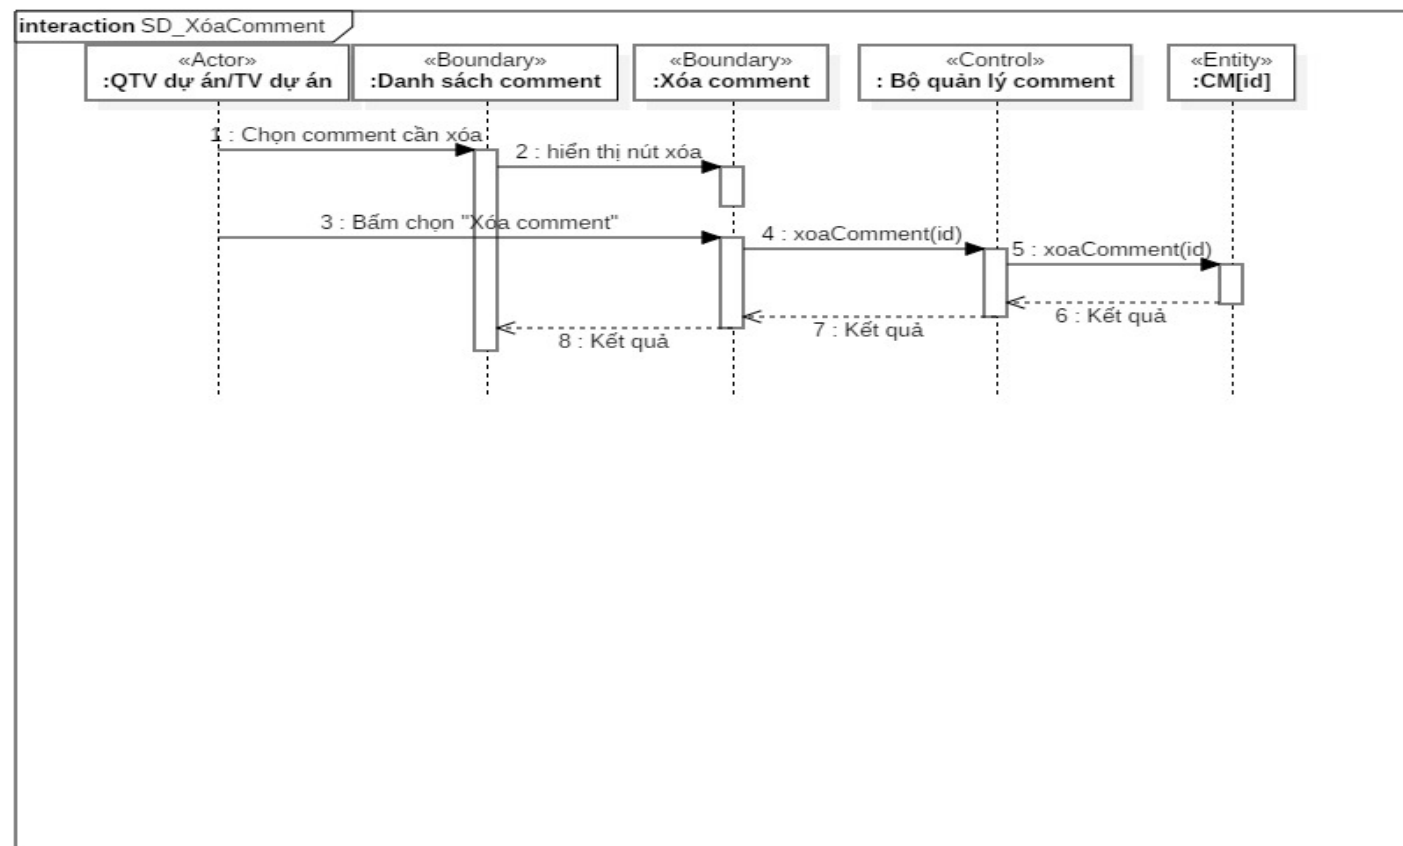 interaction SD_XóaComment
«Actor»
:QTV dự án/TV dự án
«Boundary»
:Danh sách comment
«Boundary»
:Xóa comment
«Control»
: Bộ quản lý comment
«Entity»
:CM[id]
1 : Chọn comment cần xóa
2 : hiển thị nút xóa
3 : Bấm chọn "Xóa comment"
4 : xoaComment(id)
5 : xoaComment(id)
6 : Kết quả
7 : Kết quả
8 : Kết quả